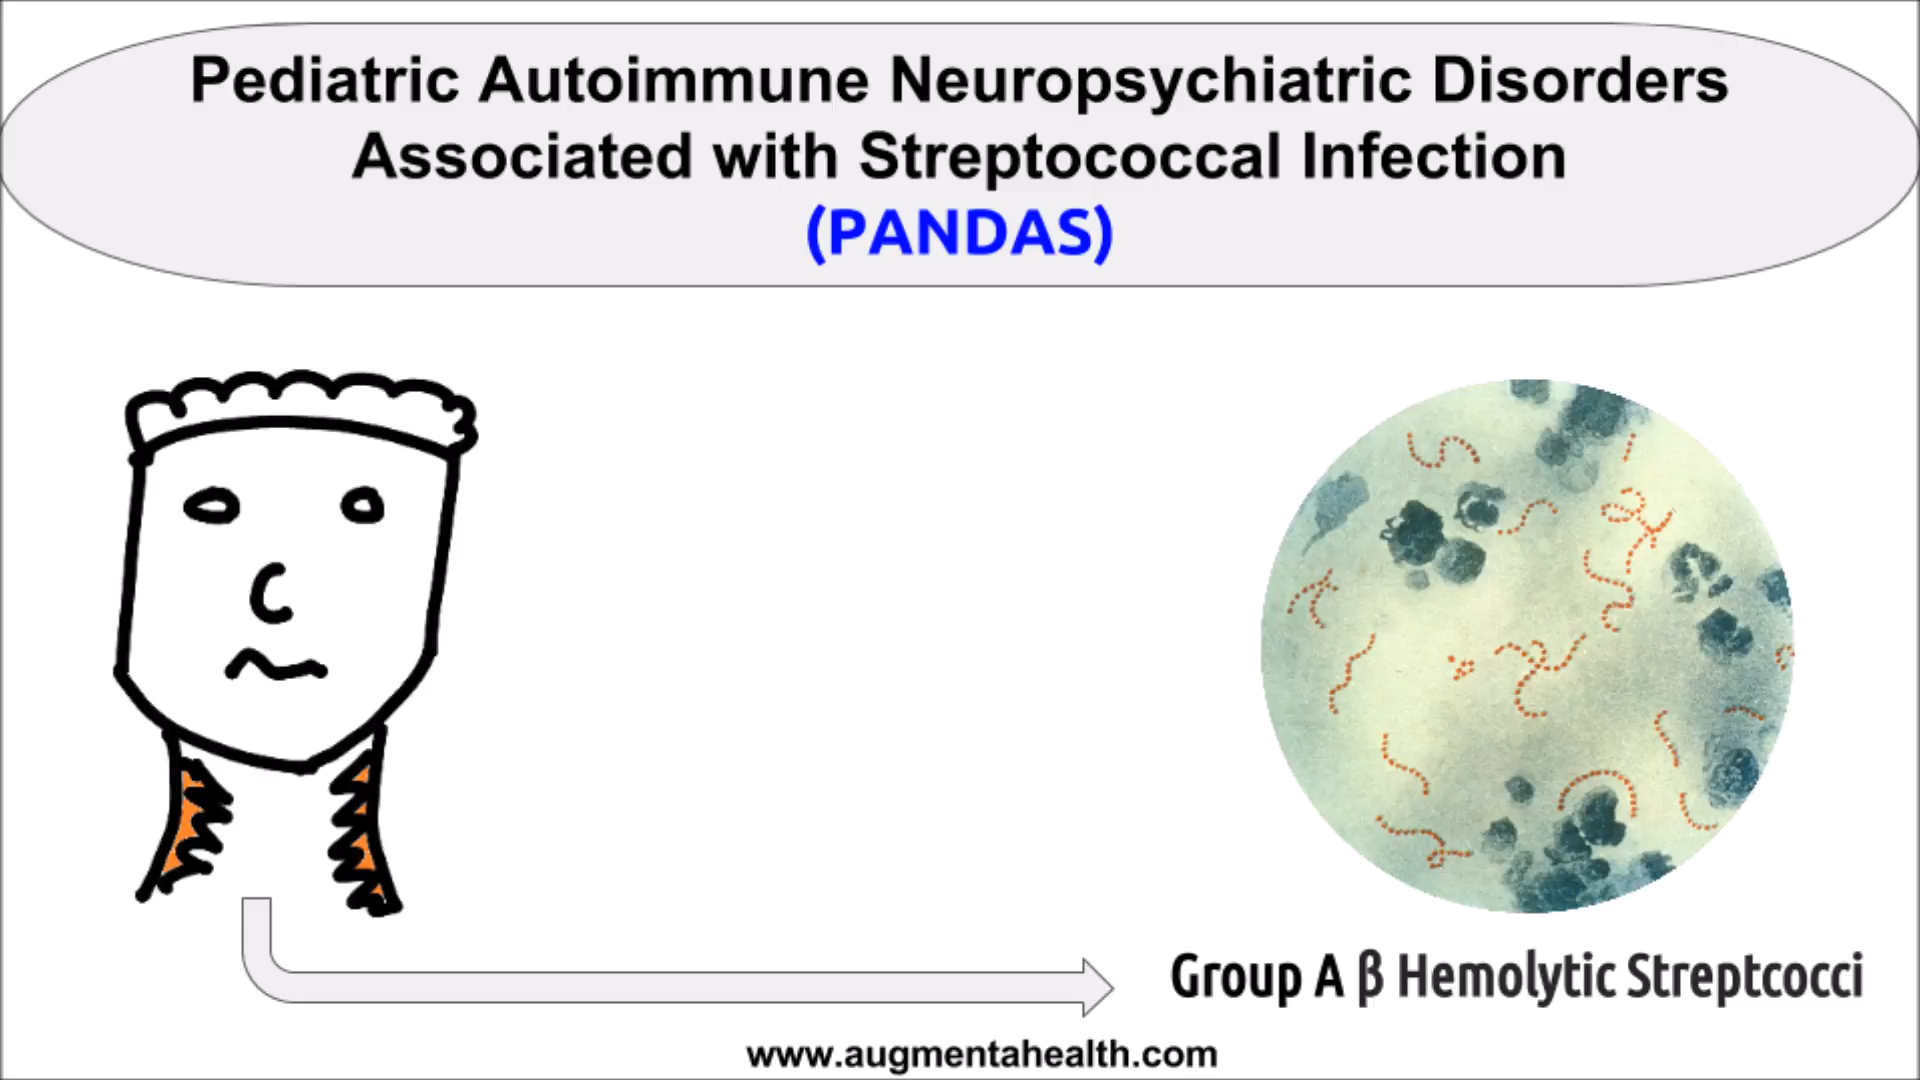 Pediatric Autoimmune Neuropsychiatric Disorders
Associated with Streptococcal Infection
(PANDAS)
Group A β Hemolytic Streptcocci
www.augmentahealth.com